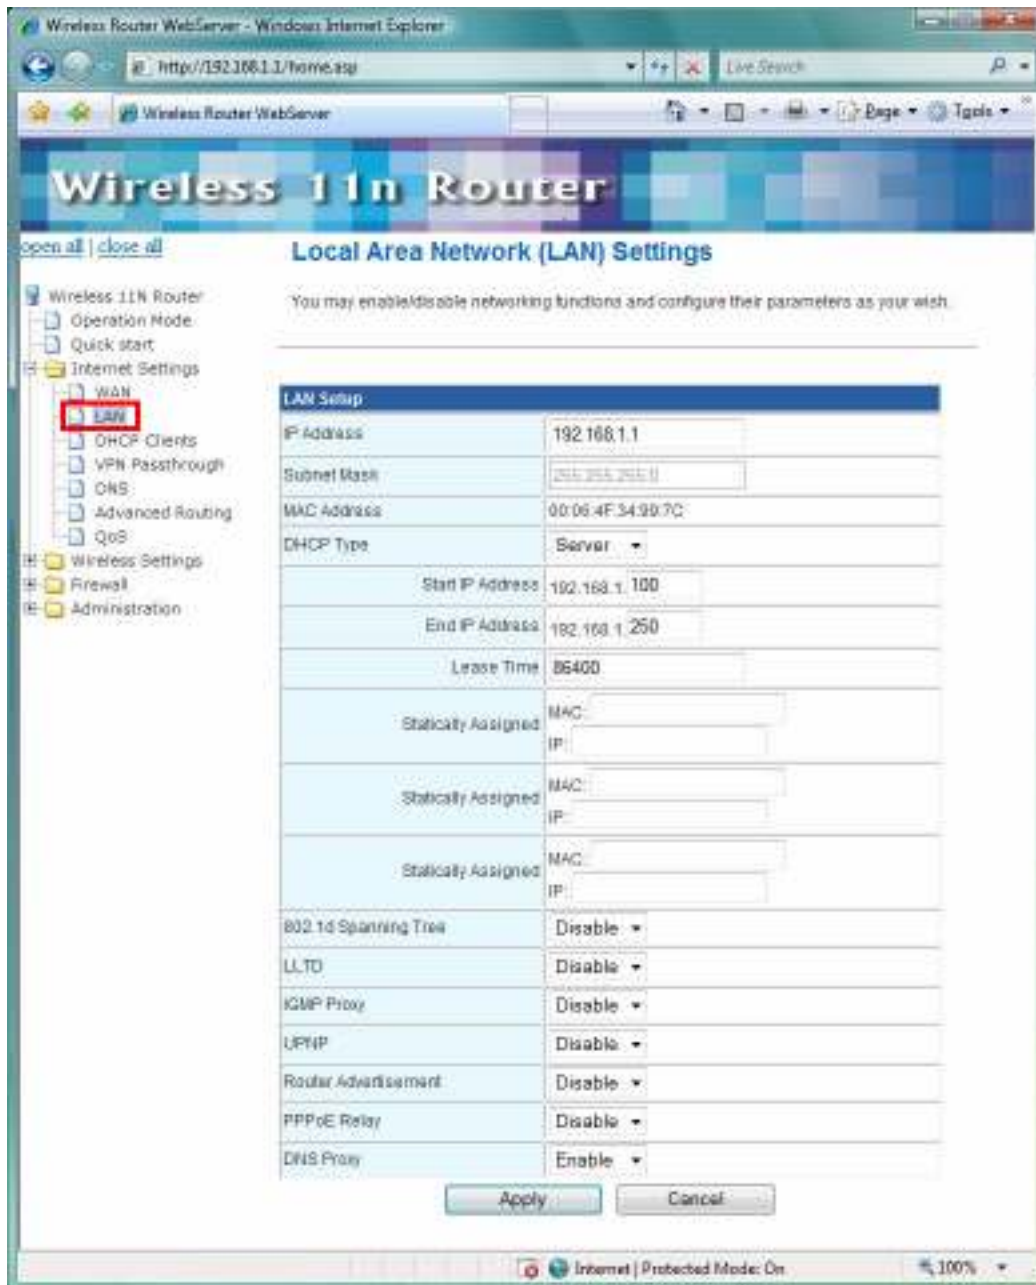 Wireless Router WebServer - Windows Internet Explorer
http://192.168.1.1/home.asp
Live Search
Wireless Router WebServer
Page
Tools
Wireless 11n Router
open all | close all
Wireless 11N Router
Operation Mode
Quick start
Internet Settings
WAN
LAN
DHCP Clients
VPN Passthrough
DNS
Advanced Routing
QoS
Wireless Settings
Firewall
Administration
Local Area Network (LAN) Settings
You may enable/disable networking functions and configure their parameters as your wish.
LAN Setup
IP Address 192.168.1.1
Subnet Mask 255.255.255.0
MAC Address 00:06:4F:34:99:7C
DHCP Type Server
Start IP Address 192.168.1.100
End IP Address 192.168.1.250
Lease Time 86400
Statically Assigned MAC:
IP:
Statically Assigned MAC:
IP:
Statically Assigned MAC:
IP:
802.1d Spanning Tree Disable
LLTD Disable
IGMP Proxy Disable
UPNP Disable
Router Advertisement Disable
PPPoE Relay Disable
DNS Proxy Enable
Apply Cancel
Internet | Protected Mode: On 100%